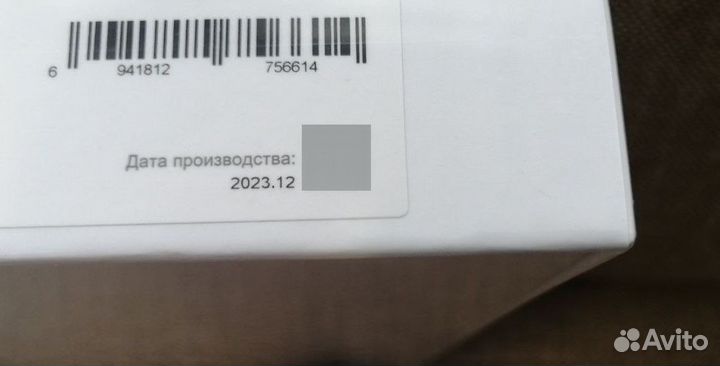 6 941812 756614
Дата производства:
2023.12
Avito